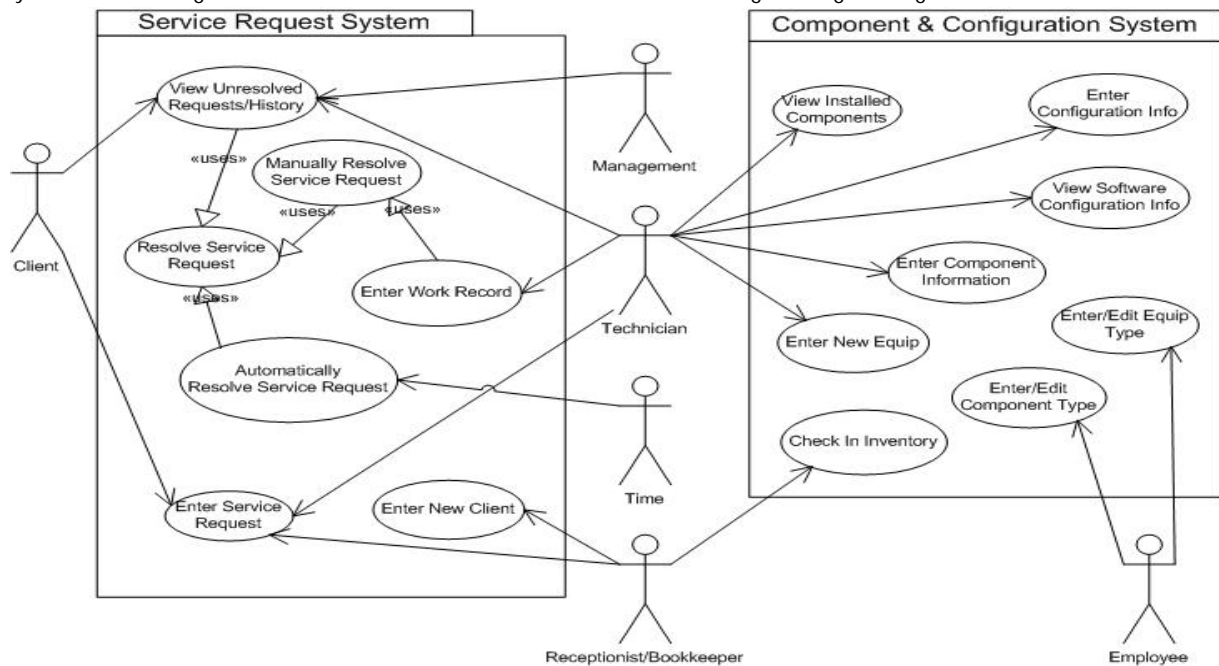 Service Request System
Component & Configuration System
View Unresolved
Requests/History
«uses»
Manually Resolve
Service Request
«uses»
«uses»
Resolve Service
Request
Enter Work Record
«uses»
Automatically
Resolve Service Request
Enter Service
Request
Enter New Client
Client
Management
Technician
Time
Receptionist/Bookkeeper
View Installed
Components
Enter
Configuration Info
View Software
Configuration Info
Enter Component
Information
Enter New Equip
Enter/Edit Equip
Type
Enter/Edit
Component Type
Check In Inventory
Employee